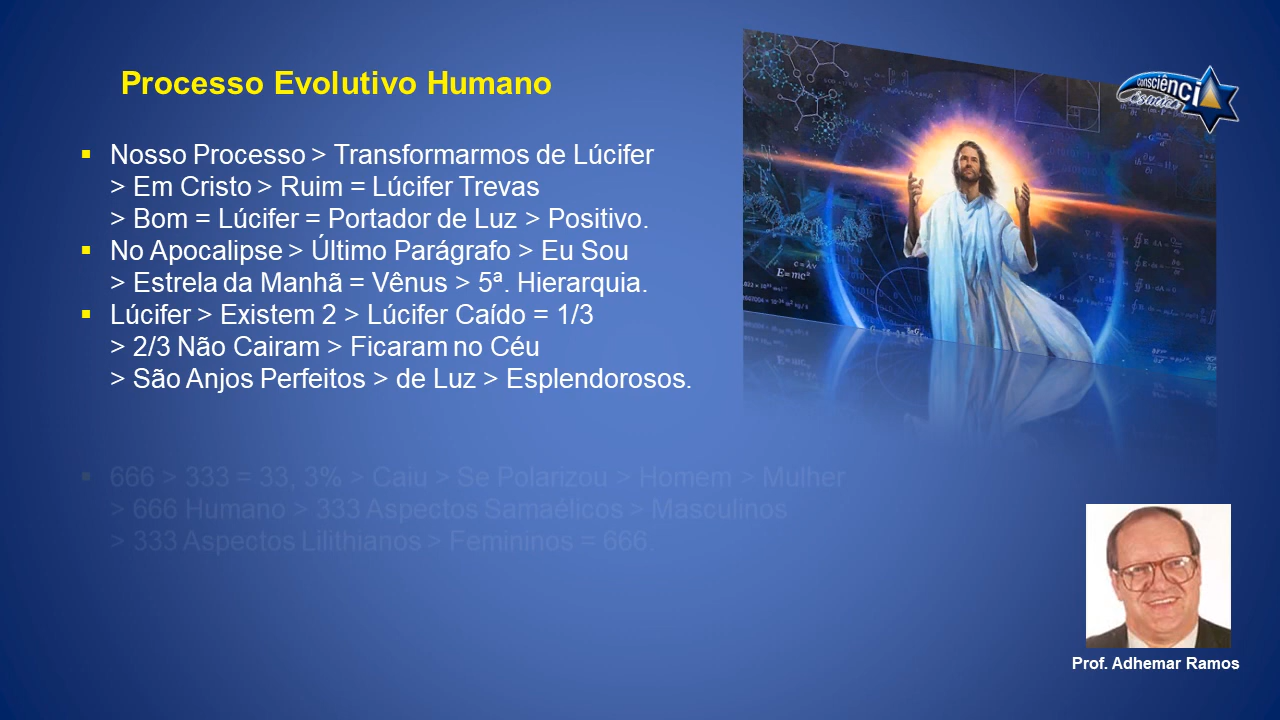 Processo Evolutivo Humano
Nosso Processo > Transformarmos de Lúcifer
> Em Cristo > Ruim = Lúcifer Trevas
> Bom = Lúcifer = Portador de Luz > Positivo.
No Apocalipse > Último Parágrafo > Eu Sou
> Estrela da Manhã = Vênus > 5ª. Hierarquia.
Lúcifer > Existem 2 > Lúcifer Caído = 1/3
> 2/3 Não Cairam > Ficaram no Céu
> São Anjos Perfeitos > de Luz > Esplendorosos.
666 > 333 = 33, 3% > Caiu > Se Polarizou > Homem > Mulher
> 666 Humano > 333 Aspectos Samaélicos > Masculinos
> 333 Aspectos Lilithianos > Femininos = 666.
consciênci
E=mc²
Prof. Adhemar Ramos